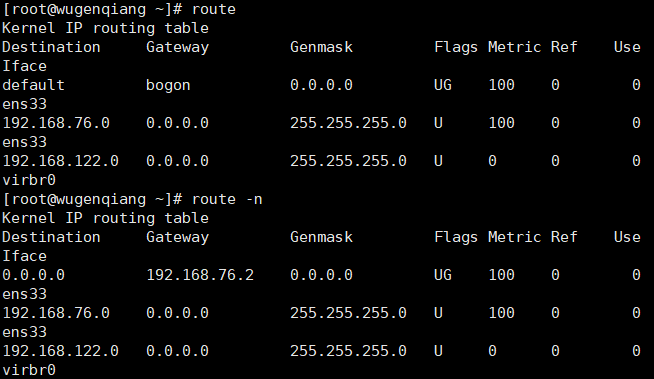 [root@wugenqiang ~]# route
Kernel IP routing table
Destination     Gateway         Genmask         Flags Metric Ref    Use
Iface
default         bogon           0.0.0.0         UG    100    0        0
ens33
192.168.76.0    0.0.0.0         255.255.255.0   U     100    0        0
ens33
192.168.122.0   0.0.0.0         255.255.255.0   U     0      0        0
virbr0
[root@wugenqiang ~]# route -n
Kernel IP routing table
Destination     Gateway         Genmask         Flags Metric Ref    Use
Iface
0.0.0.0         192.168.76.2    0.0.0.0         UG    100    0        0
ens33
192.168.76.0    0.0.0.0         255.255.255.0   U     100    0        0
ens33
192.168.122.0   0.0.0.0         255.255.255.0   U     0      0        0
virbr0